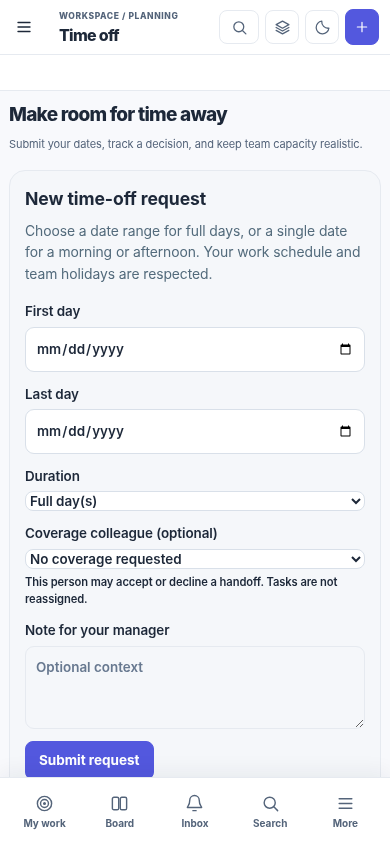 WORKSPACE / PLANNING
Time off
Make room for time away
Submit your dates, track a decision, and keep team capacity realistic.
New time-off request
Choose a date range for full days, or a single date
for a morning or afternoon. Your work schedule and
team holidays are respected.
First day
mm/dd/yyyy
Last day
mm/dd/yyyy
Duration
Full day(s)
Coverage colleague (optional)
No coverage requested
This person may accept or decline a handoff. Tasks are not
reassigned.
Note for your manager
Optional context
Submit request
My work Board Inbox Search More